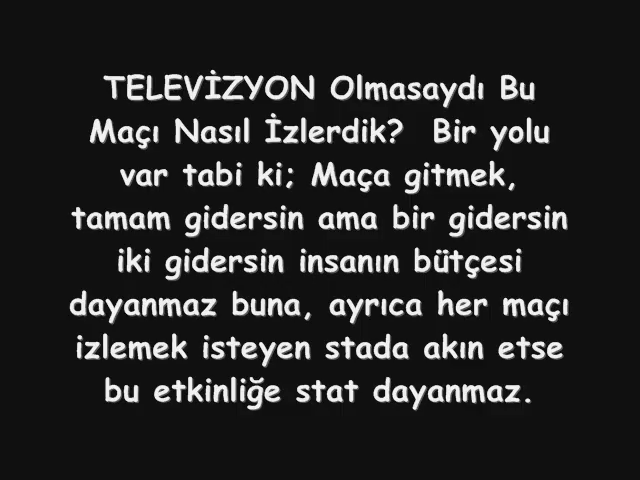 TELEVİZYON Olmasaydı Bu
Maçı Nasıl İzlerdik?  Bir yolu
var tabi ki; Maça gitmek,
tamam gidersin ama bir gidersin
iki gidersin insanın bütçesi
dayanmaz buna, ayrıca her maçı
izlemek isteyen stada akın etse
bu etkinliğe stat dayanmaz.